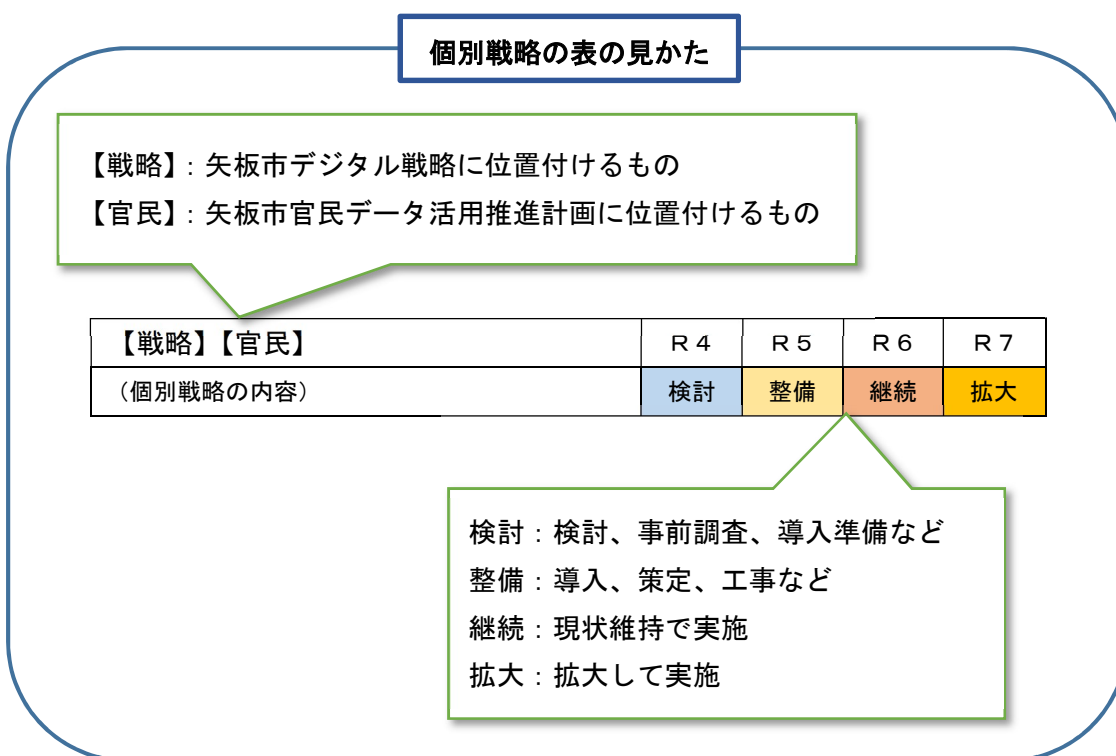 個別戦略の表の見かた
【戦略】：矢板市デジタル戦略に位置付けるもの
【官民】：矢板市官民データ活用推進計画に位置付けるもの
【戦略】【官民】 Ｒ４ Ｒ５ Ｒ６ Ｒ７
（個別戦略の内容） 検討 整備 継続 拡大
検討：検討、事前調査、導入準備など
整備：導入、策定、工事など
継続：現状維持で実施
拡大：拡大して実施